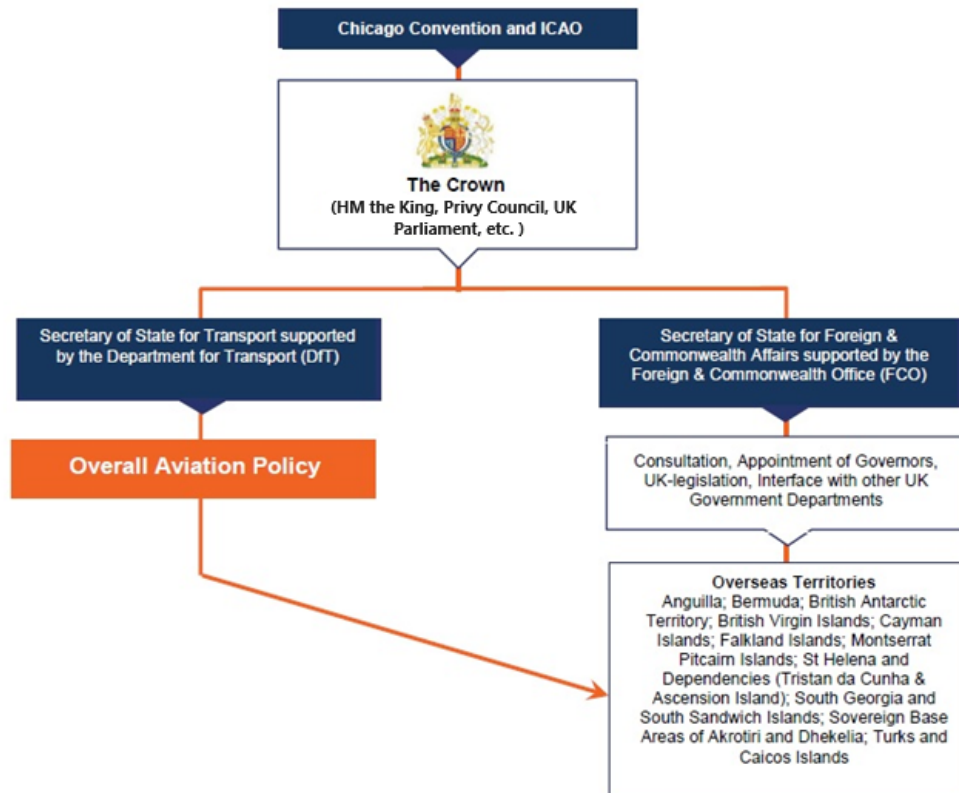 Chicago Convention and ICAO
The Crown
(HM the King, Privy Council, UK
Parliament, etc. )
Secretary of State for Transport supported
by the Department for Transport (DfT)
Overall Aviation Policy
Secretary of State for Foreign &
Commonwealth Affairs supported by the
Foreign & Commonwealth Office (FCO)
Consultation, Appointment of Governors,
UK-legislation, Interface with other UK
Government Departments
Overseas Territories
Anguilla; Bermuda; British Antarctic
Territory; British Virgin Islands; Cayman
Islands; Falkland Islands; Montserrat
Pitcairn Islands; St Helena and
Dependencies (Tristan da Cunha &
Ascension Island); South Georgia and
South Sandwich Islands; Sovereign Base
Areas of Akrotiri and Dhekelia; Turks and
Caicos Islands